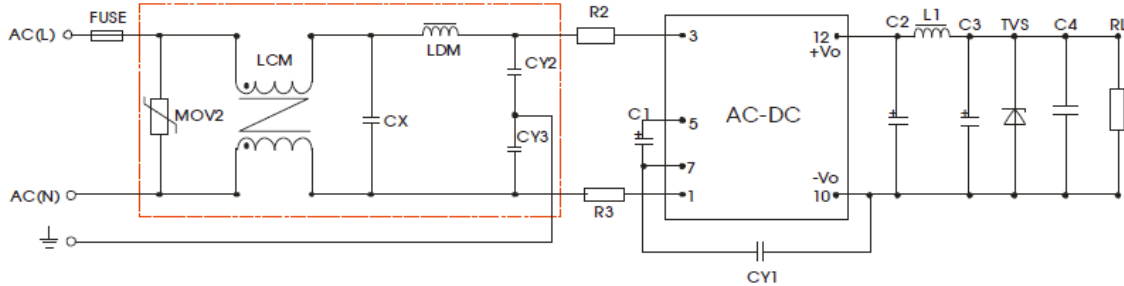 FUSE
R2
C2
L1
C3
TVS
C4
RL
AC(L)
LCM
LDM
3
12
+Vo
CY2
MOV2
CX
C1
+
5
AC-DC
+
+
CY3
7
AC(N)
1
-Vo
10
R3
CY1